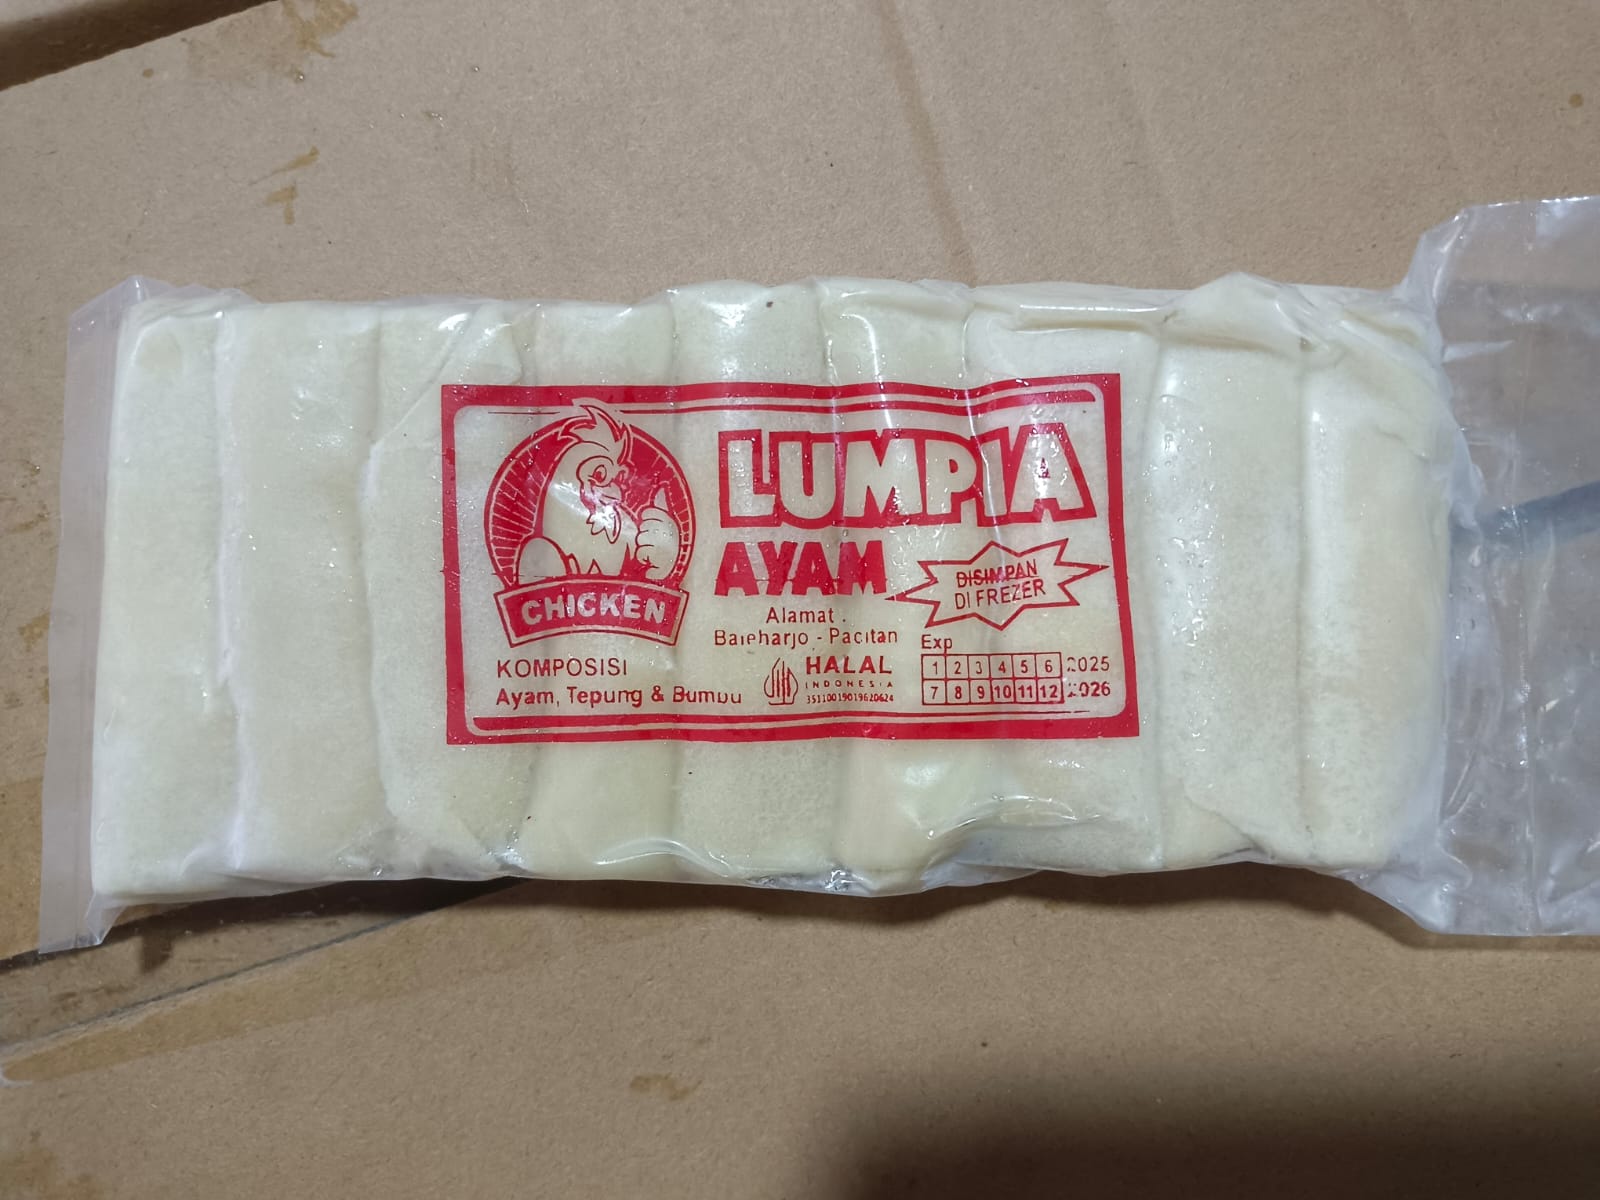 LUMPIA
AYAM
DISIMPAN
DI FREZER
CHICKEN
Alamat :
Baleharjo - Pacitan
KOMPOSISI
Ayam, Tepung & Bumbu
HALAL
INDONESIA
35110019019620624
Exp
1 2 3 4 5 6 2025
7 8 9 10 11 12 2026